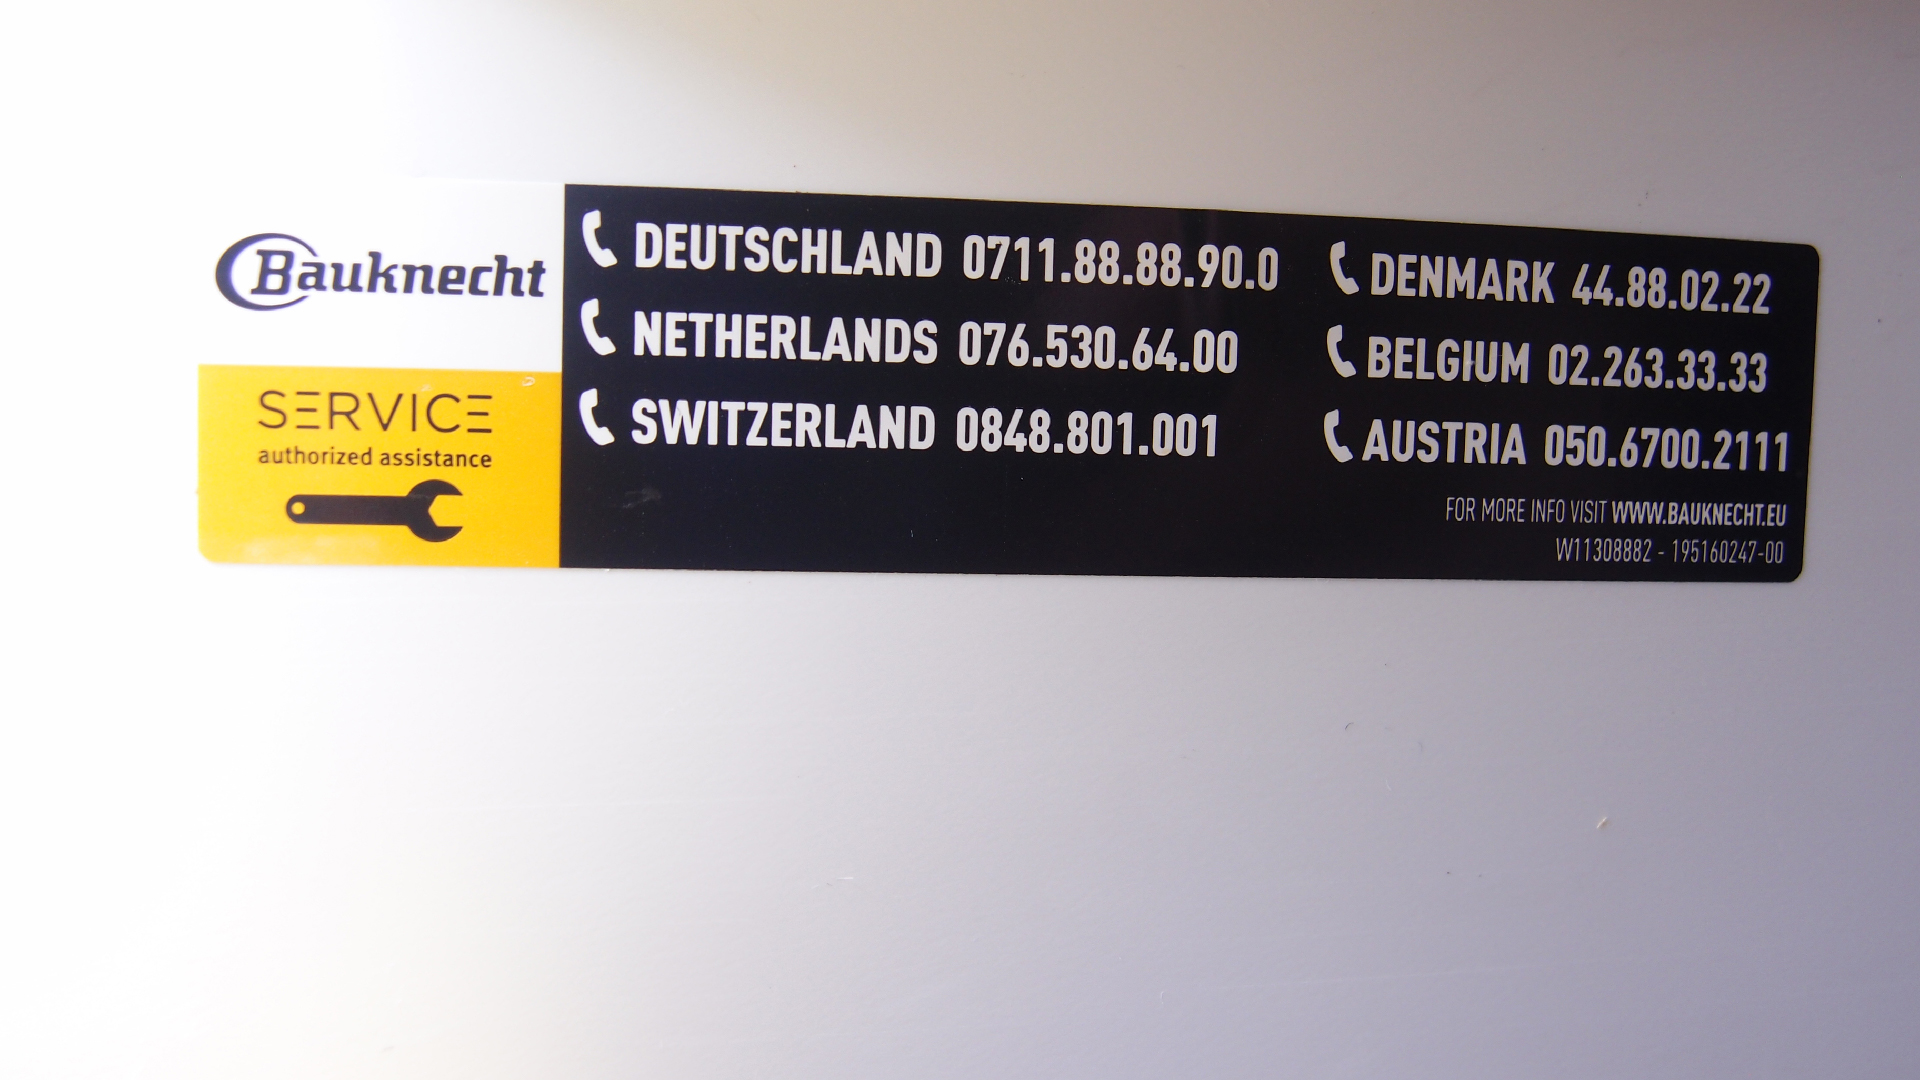 Bauknecht
SERVICE
authorized assistance
DEUTSCHLAND 0711.88.88.90.0
NETHERLANDS 076.530.64.00
SWITZERLAND 0848.801.001
DENMARK 44.88.02.22
BELGIUM 02.263.33.33
AUSTRIA 050.6700.2111
FOR MORE INFO VISIT WWW.BAUKNECHT.EU
W11308882 - 195160247-00